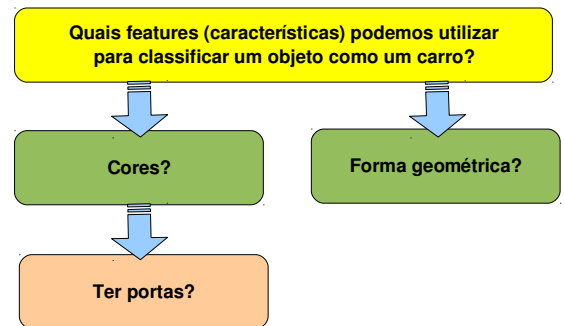 Quais features (características) podemos utilizar
para classificar um objeto como um carro?
Cores?
Forma geométrica?
Ter portas?